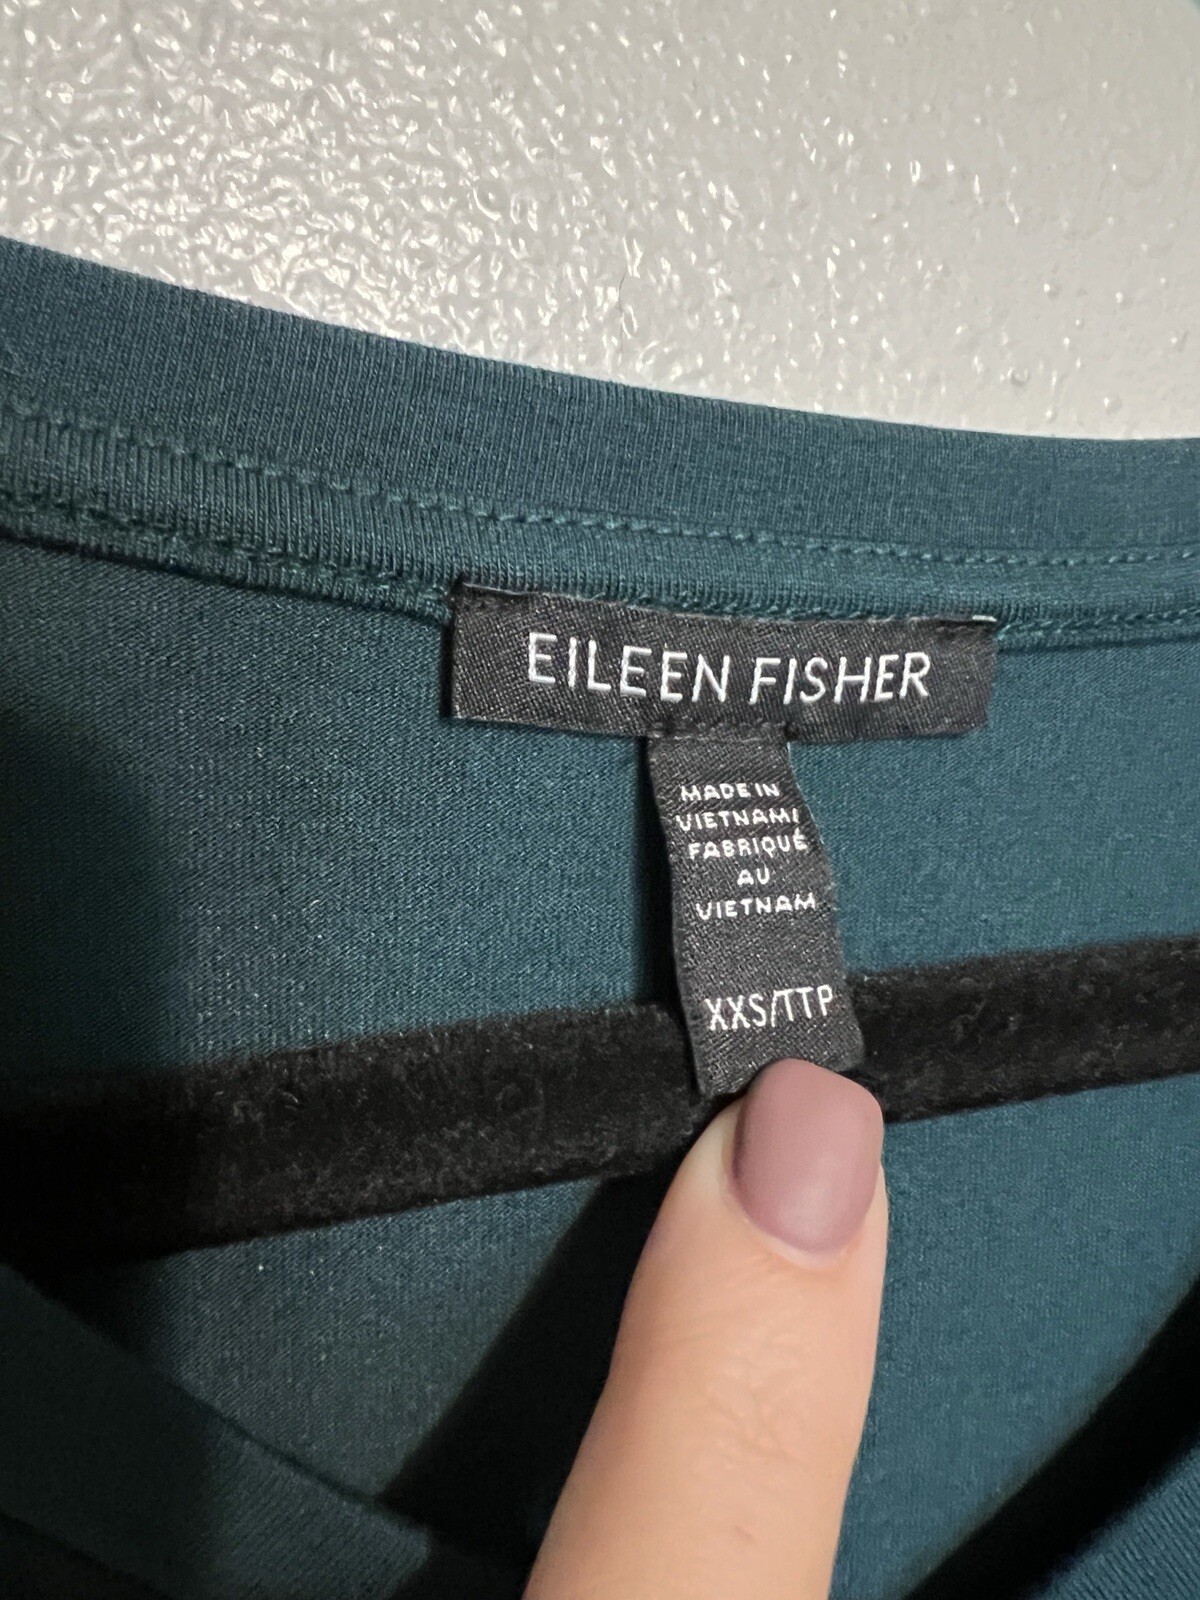 EILEEN FISHER
MADE IN
VIETNAM/
FABRIQUÉ
AU
VIETNAM
XXS/TTP